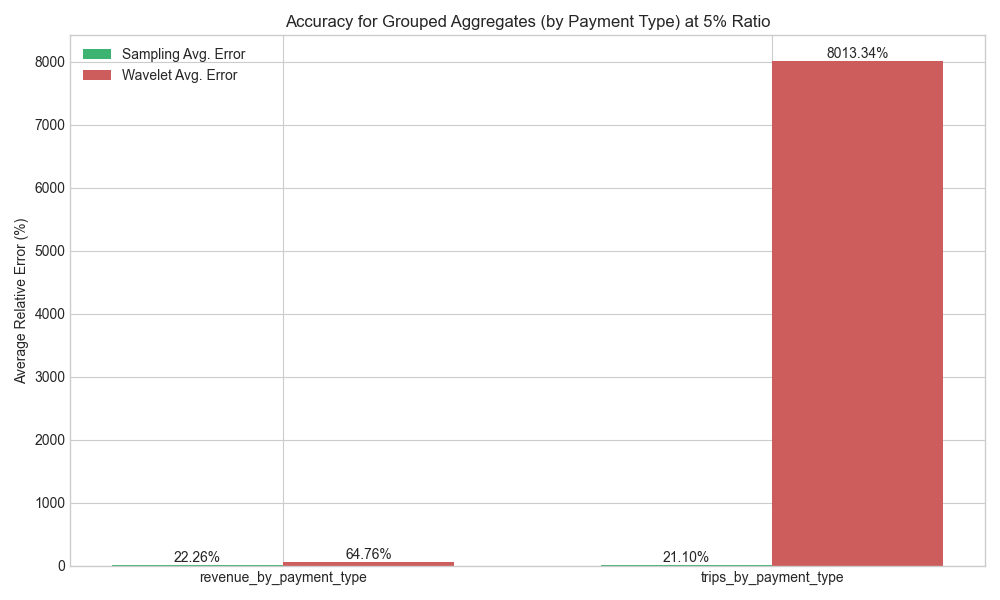 Accuracy for Grouped Aggregates (by Payment Type) at 5% Ratio
Sampling Avg. Error
Wavelet Avg. Error
Average Relative Error (%)
8000
7000
6000
5000
4000
3000
2000
1000
0
22.26%
64.76%
21.10%
8013.34%
revenue_by_payment_type
trips_by_payment_type